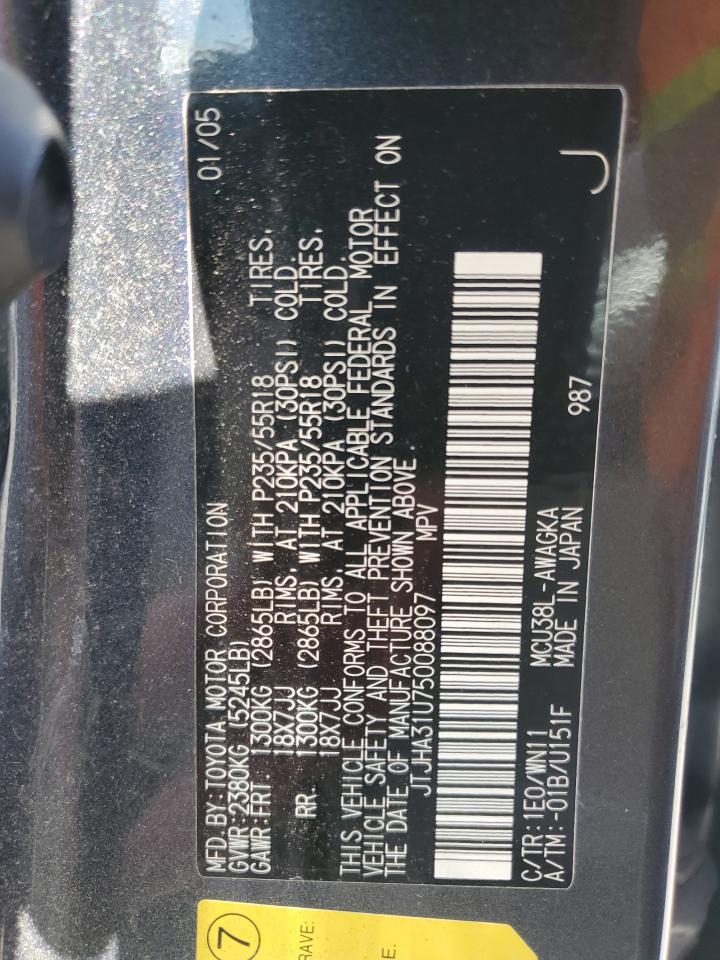 MFD.BY:TOYOTA MOTOR CORPORATION 01/05
GVWR:2380KG (5245LB)
GAWR:FRT. 1300KG (2865LB) WITH P235/55R18 TIRES,
18X7JJ RIMS, AT 210KPA (30PSI) COLD.
RR. 1300KG (2865LB) WITH P235/55R18 TIRES,
18X7JJ RIMS, AT 210KPA (30PSI) COLD.
THIS VEHICLE CONFORMS TO ALL APPLICABLE FEDERAL MOTOR
VEHICLE SAFETY AND THEFT PREVENTION STANDARDS IN EFFECT ON
THE DATE OF MANUFACTURE SHOWN ABOVE.
JTJHA31U750088097 MPV
C/TR:1E0/WN11 MCU38L-AWAGKA 987 J
A/TM:-01B/U151F MADE IN JAPAN
7
RAVE:
E.